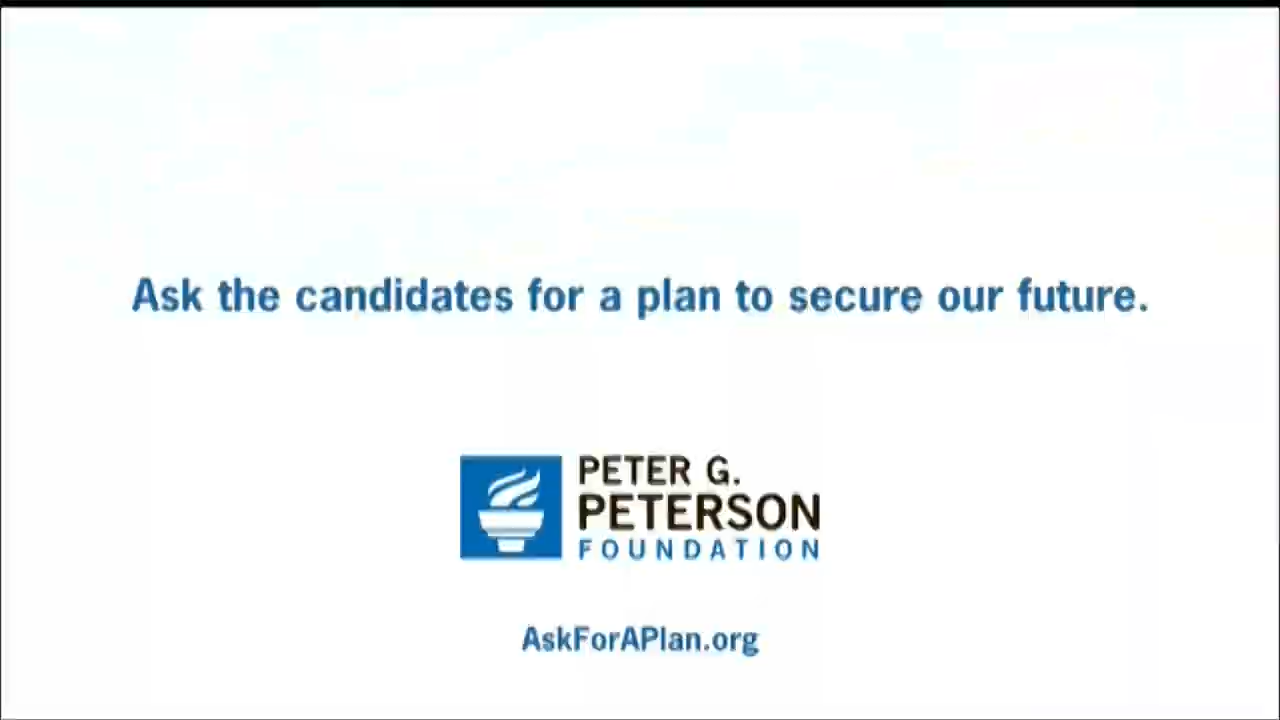 Ask the candidates for a plan to secure our future.
PETER G.
PETERSON
FOUNDATION
AskForAPlan.org